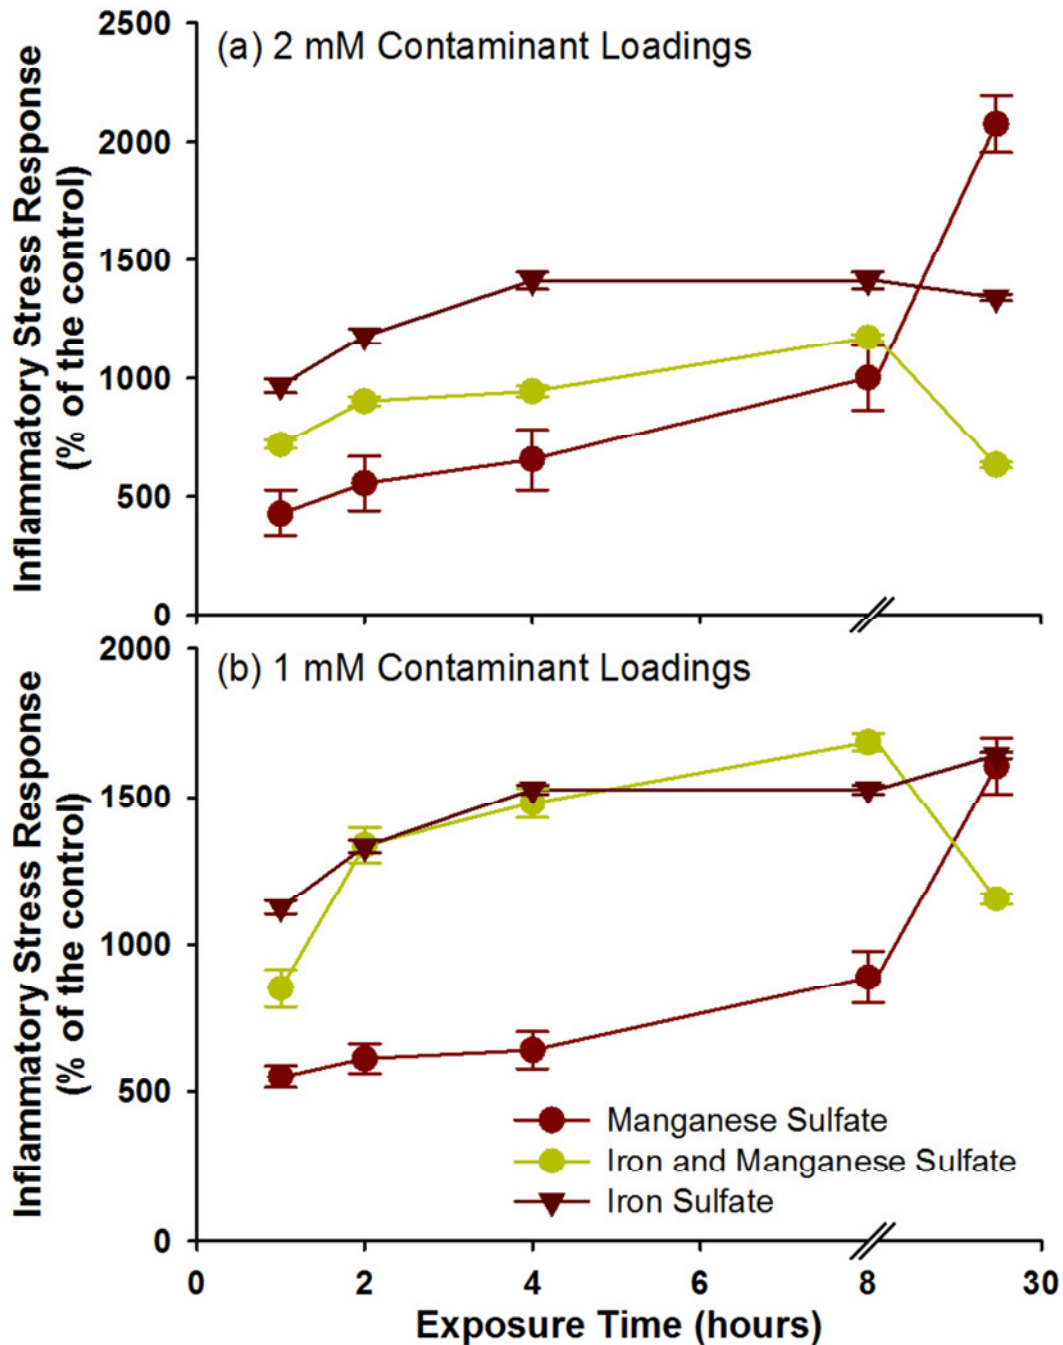 (a) 2 mM Contaminant Loadings
Inflammatory Stress Response
(% of the control)
2500
2000
1500
1000
500
0
(b) 1 mM Contaminant Loadings
Inflammatory Stress Response
(% of the control)
2000
1500
1000
500
0
Manganese Sulfate
Iron and Manganese Sulfate
Iron Sulfate
0 2 4 6 8 30
Exposure Time (hours)